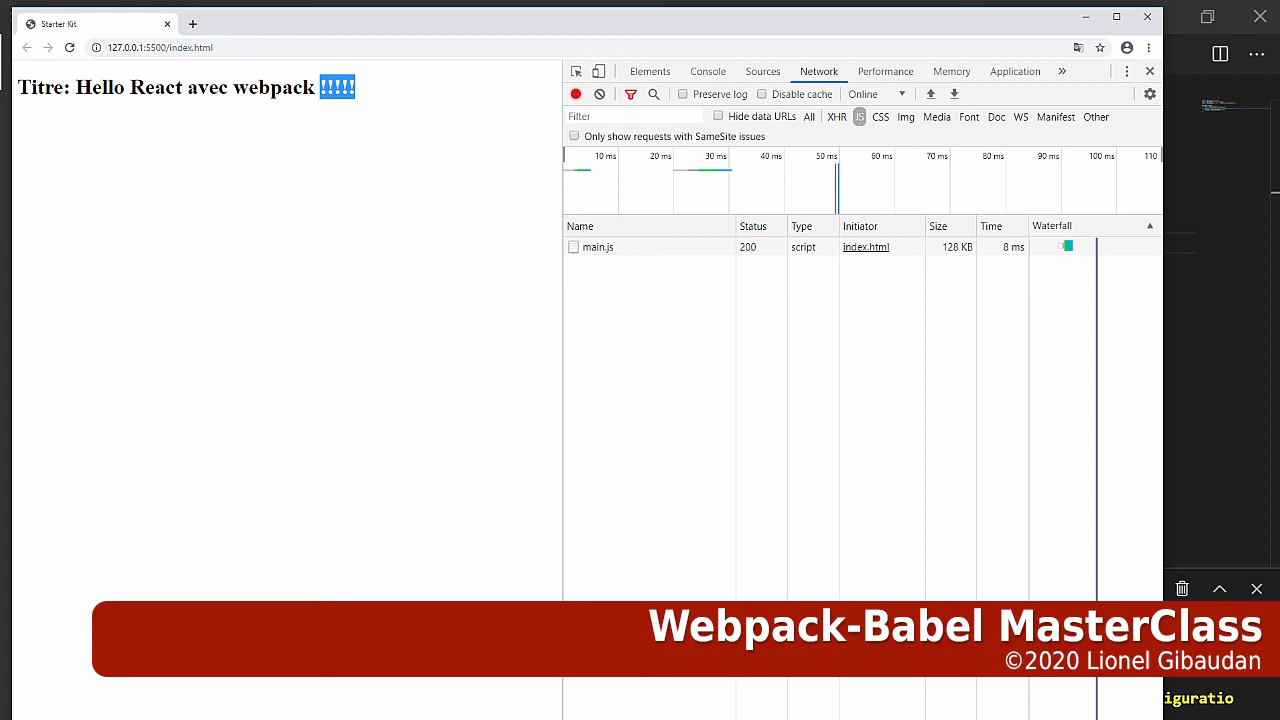 Starter Kit
127.0.0.1:5500/index.html
Titre: Hello React avec webpack !!!!!
Elements Console Sources Network Performance Memory Application
Preserve log Disable cache Online
Filter Hide data URLs All XHR JS CSS Img Media Font Doc WS Manifest Other
Only show requests with SameSite issues
10 ms 20 ms 30 ms 40 ms 50 ms 60 ms 70 ms 80 ms 90 ms 100 ms 110
Name Status Type Initiator Size Time Waterfall
main.js 200 script index.html 128 KB 8 ms
Webpack-Babel MasterClass
©2020 Lionel Gibaudan
iguratio